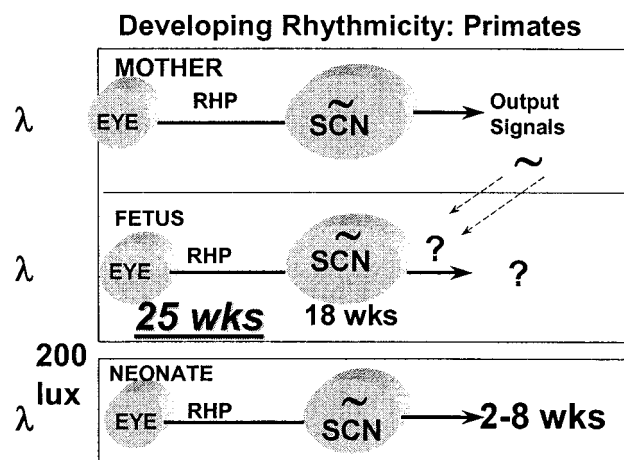 Developing Rhythmicity: Primates
MOTHER
λ EYE RHP ~ SCN Output
Signals
~
FETUS
λ EYE RHP ~ SCN ? ?
25 wks 18 wks
200
lux
NEONATE
λ EYE RHP ~ SCN 2-8 wks